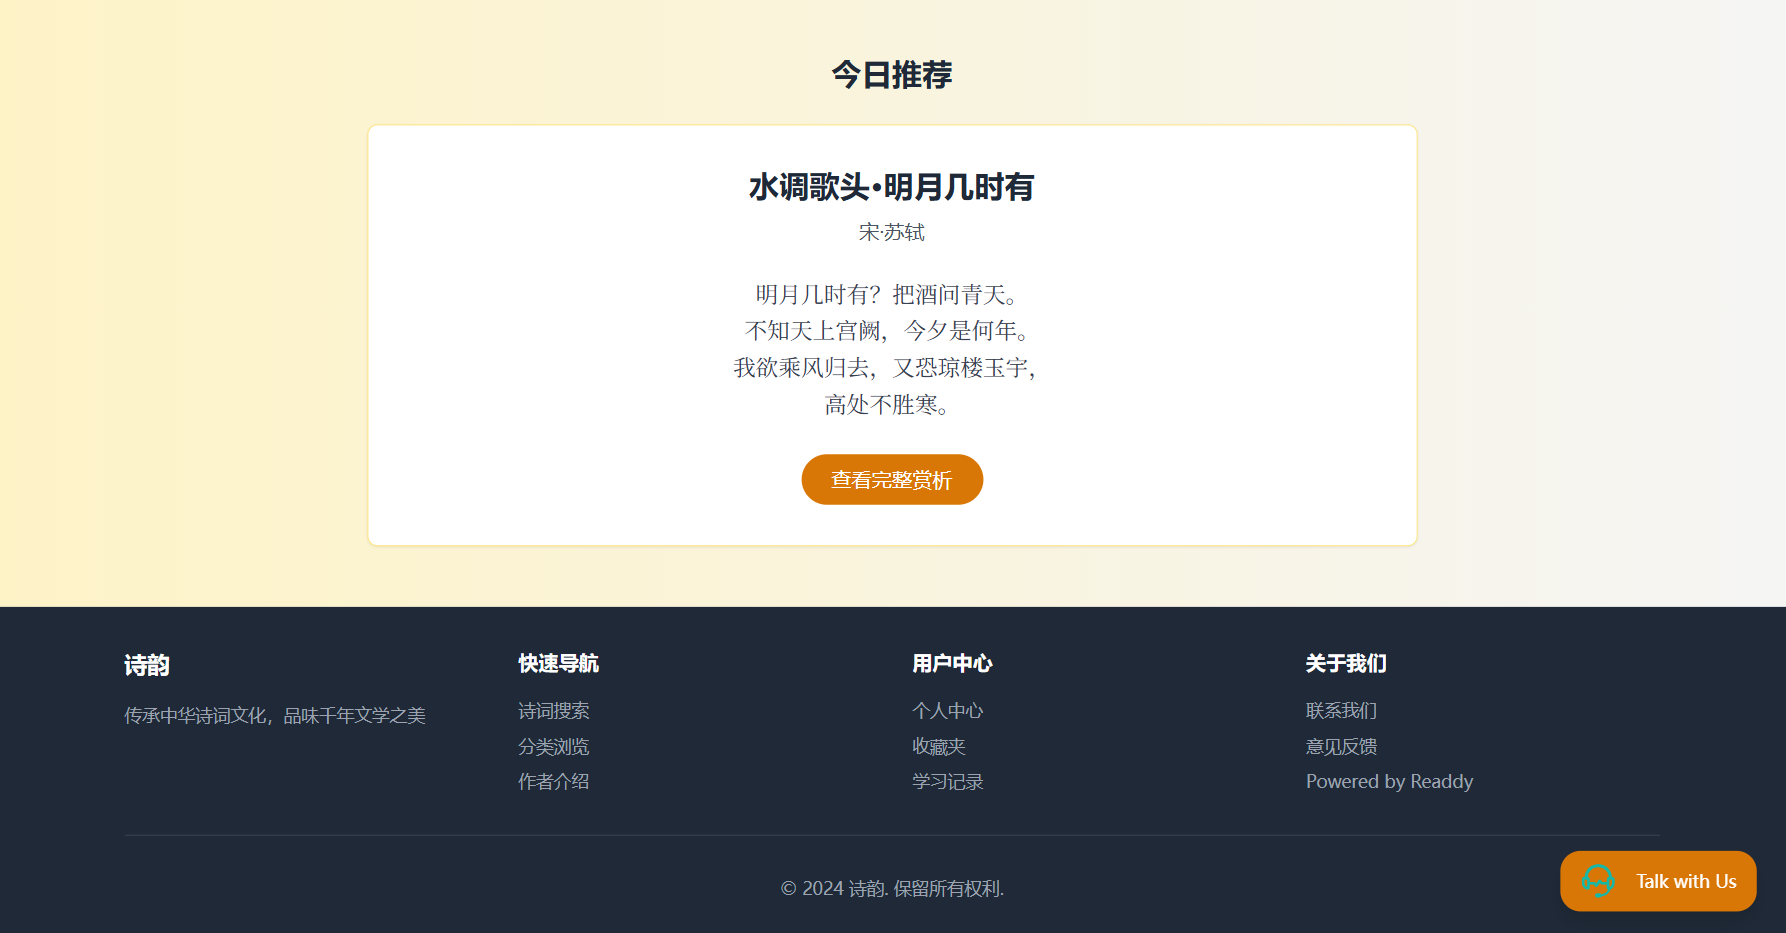 今日推荐
水调歌头•明月几时有
宋·苏轼
明月几时有？把酒问青天。
不知天上宫阙，今夕是何年。
我欲乘风归去，又恐琼楼玉宇，
高处不胜寒。
查看完整赏析
诗韵
传承中华诗词文化，品味千年文学之美
快速导航
诗词搜索
分类浏览
作者介绍
用户中心
个人中心
收藏夹
学习记录
关于我们
联系我们
意见反馈
Powered by Readdy
© 2024 诗韵. 保留所有权利.
Talk with Us